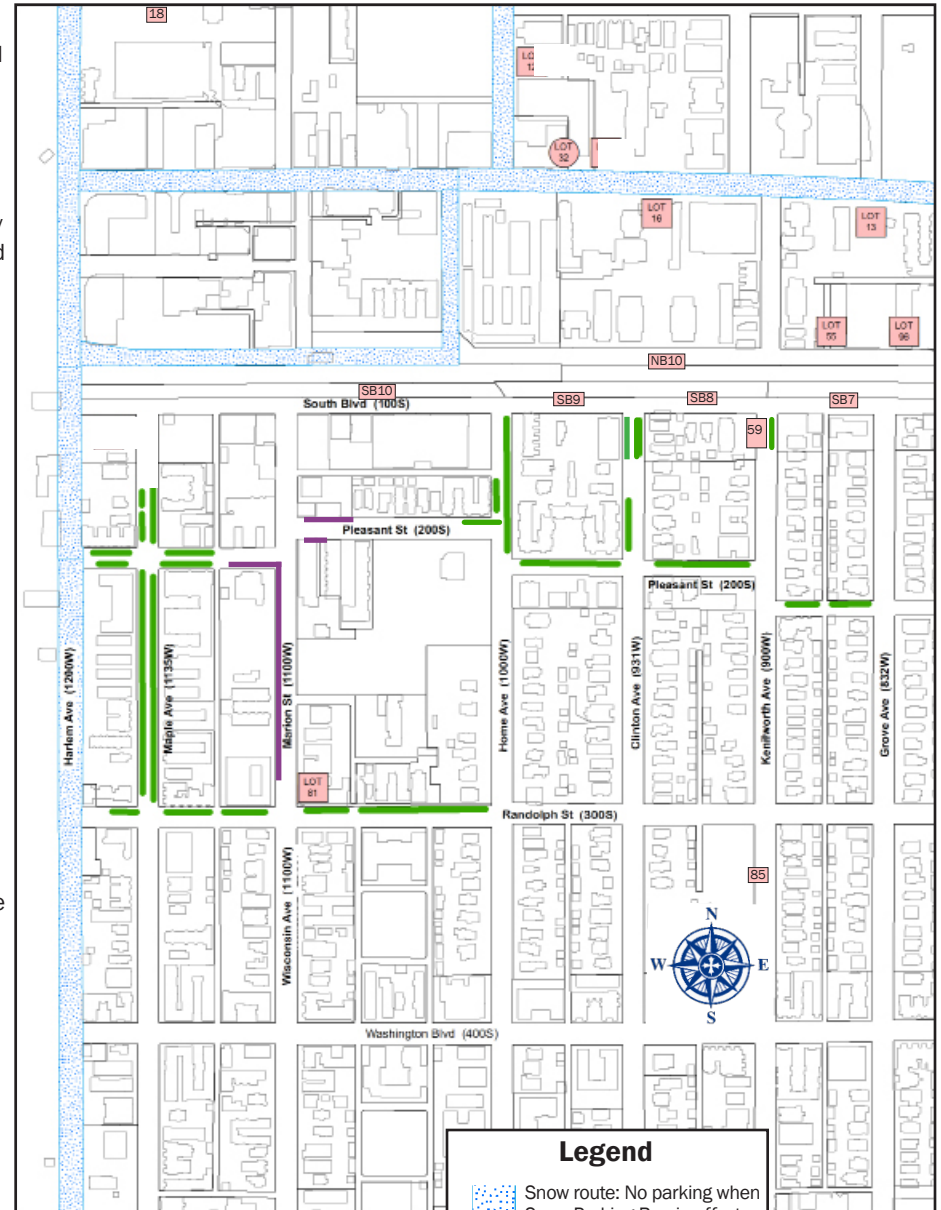 18
LOT
32
LOT
16
LOT
13
LOT
55
LOT
96
NB10
SB10
South Blvd (100S)
SB9
SB8
SB7
59
Pleasant St (200S)
Pleasant St (200S)
Harlem Ave (1200W)
Maple Ave (1135W)
Marion St (1100W)
Home Ave (1000W)
Clinton Ave (931W)
Kenilworth Ave (900W)
Grove Ave (832W)
LOT
81
Randolph St (300S)
Wisconsin Ave (1100W)
85
N
W
E
S
Washington Blvd (400S)
Legend
Snow route: No parking when